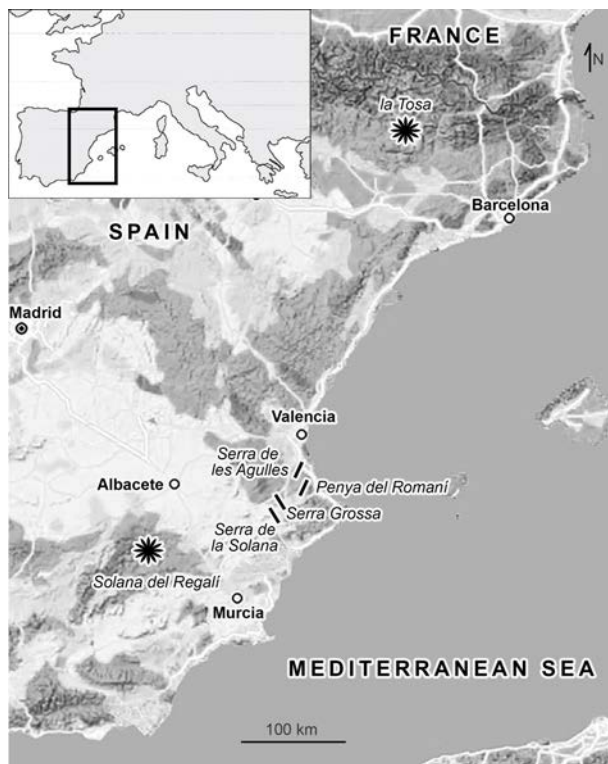 FRANCE
N
la Tosa
Barcelona
SPAIN
Madrid
Valencia
Serra de
les Agulles
Albacete
Penya del Romaní
Serra Grossa
Serra de
la Solana
Solana del Regalí
Murcia
MEDITERRANEAN SEA
100 km